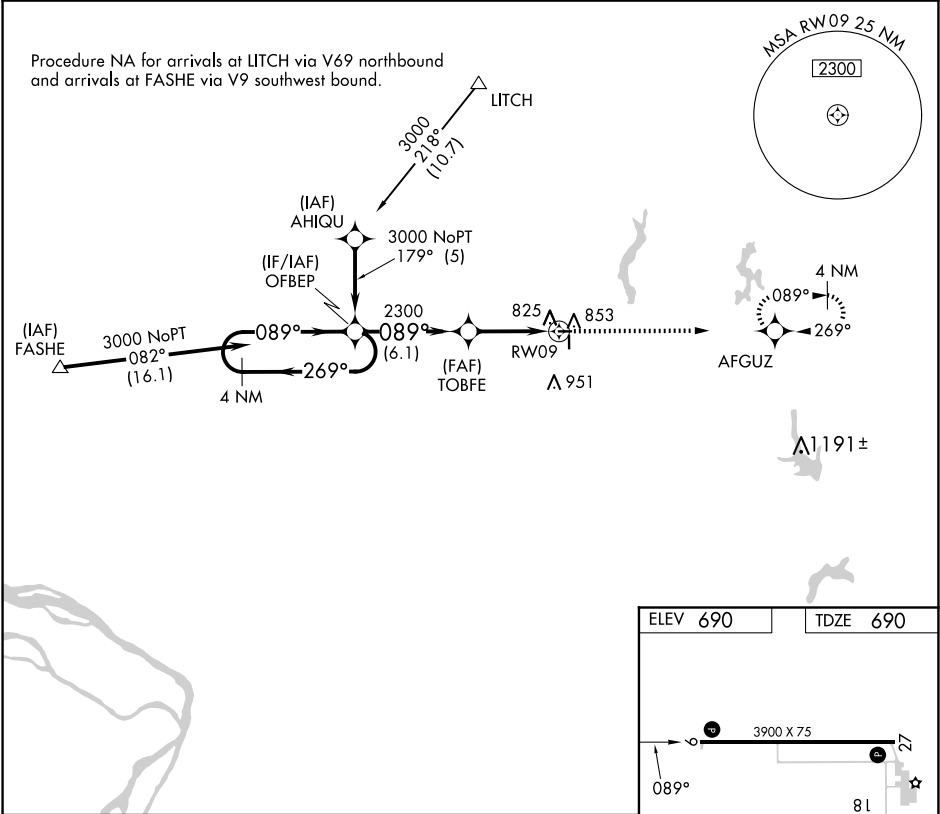 Procedure NA for arrivals at LITCH via V69 northbound
and arrivals at FASHE via V9 southwest bound.
MSA RW09 25 NM
2300
LITCH
3000
218°
(10.7)
(IAF)
AHIQU
3000 NoPT
179° (5)
(IF/IAF)
OFBEP
(IAF)
FASHE
3000 NoPT
082°
(16.1)
089°
269°
4 NM
2300
089°
(6.1)
(FAF)
TOBFE
825
853
RW09
951
4 NM
089°
269°
AFGUZ
1191±
ELEV 690
TDZE 690
3900 X 75
P
P
9
27
089°
18